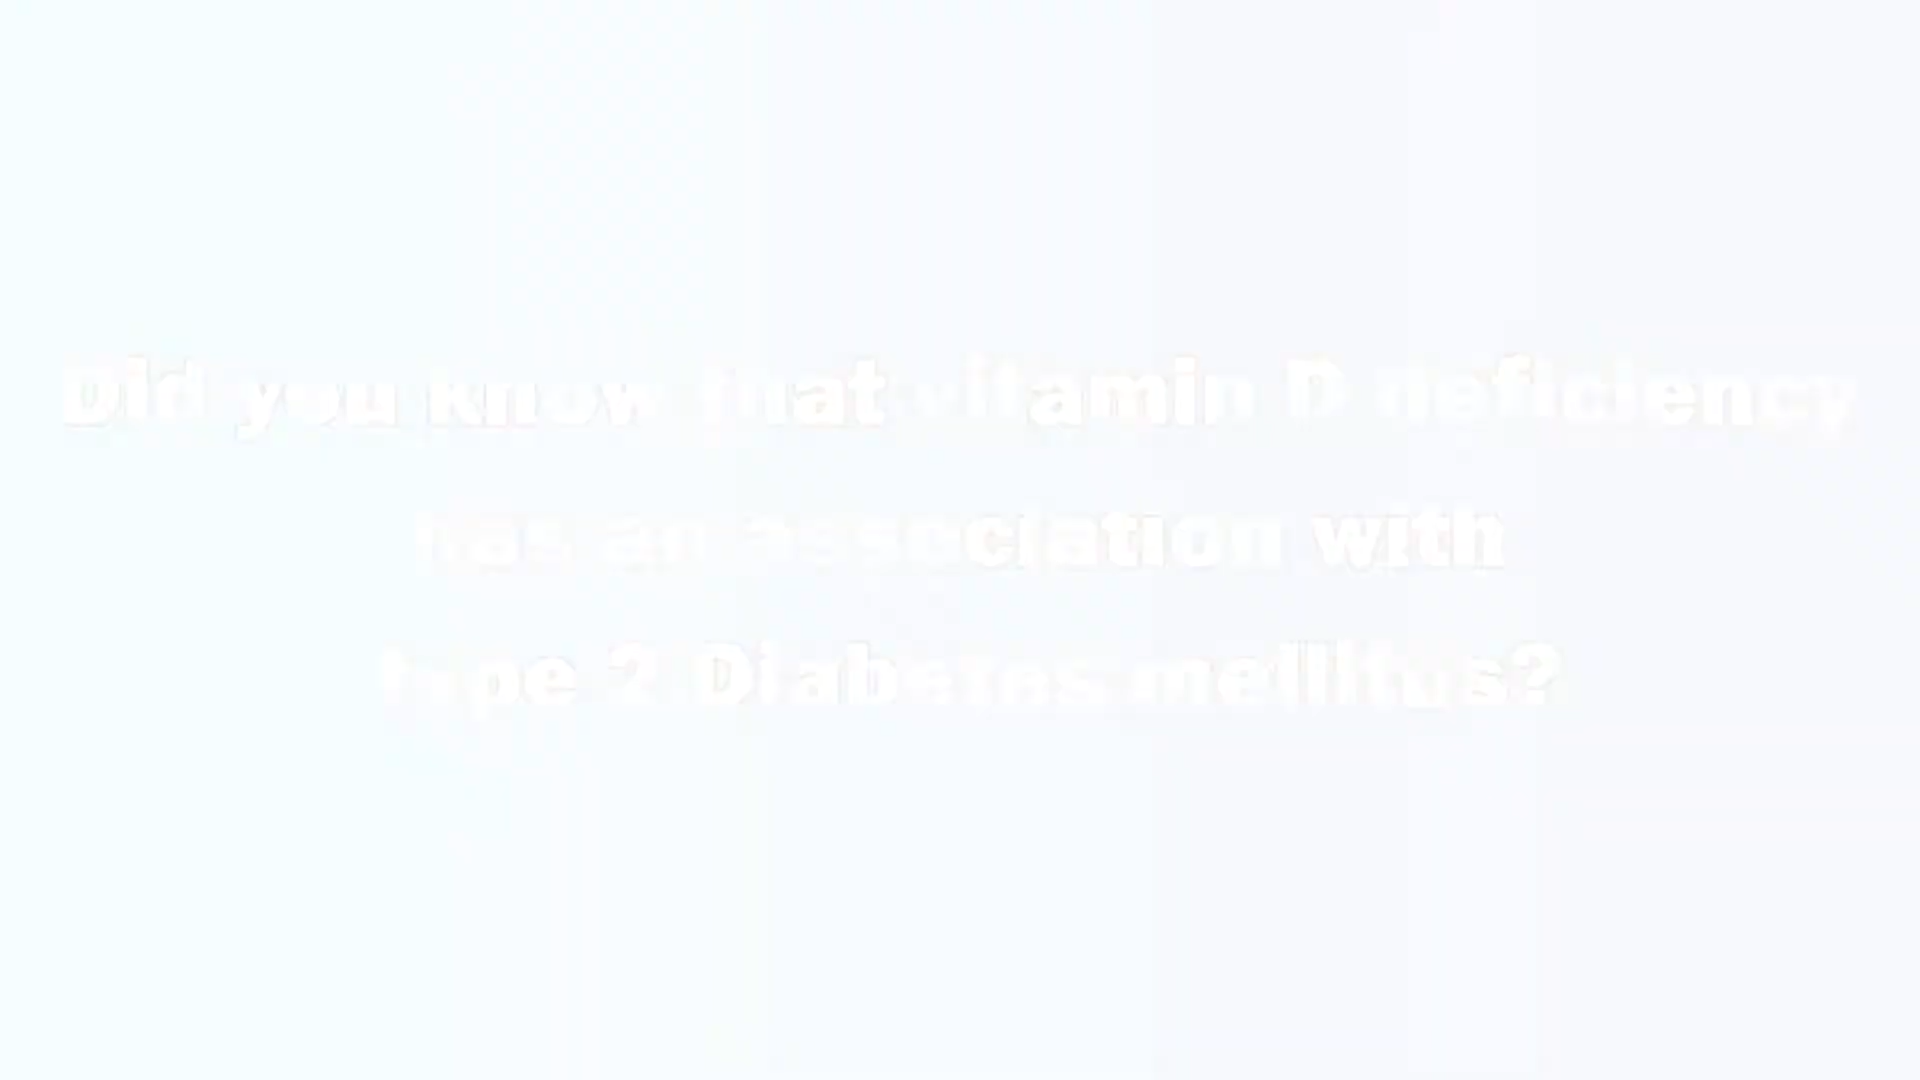 Did you know that vitamin D deficiency
has an association with
type 2 Diabetes mellitus?